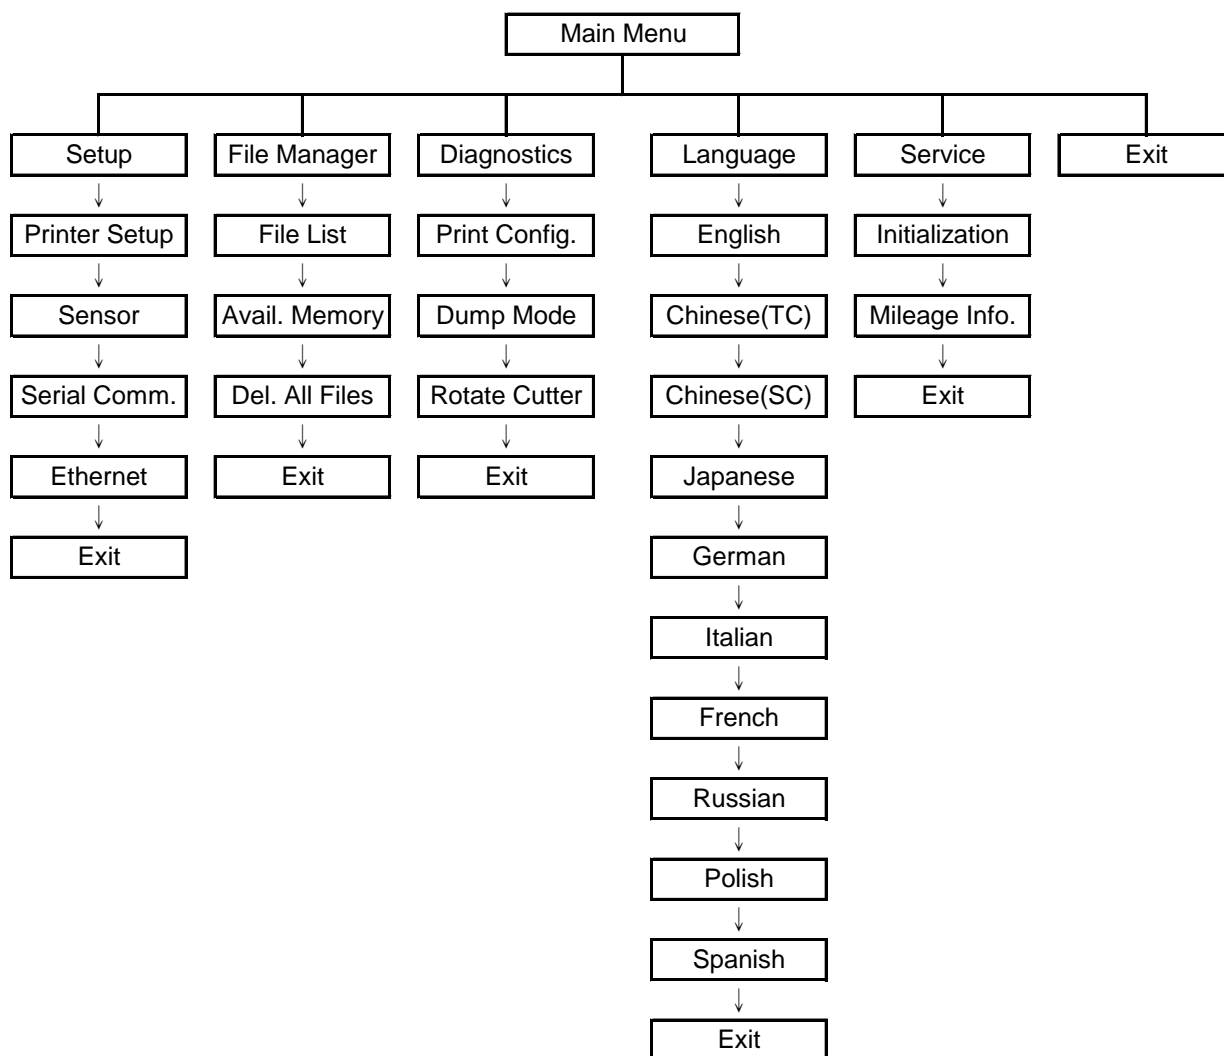 Main Menu
Setup
File Manager
Diagnostics
Language
Service
Exit
Printer Setup
File List
Print Config.
English
Initialization
Sensor
Avail. Memory
Dump Mode
Chinese(TC)
Mileage Info.
Serial Comm.
Del. All Files
Rotate Cutter
Chinese(SC)
Exit
Ethernet
Exit
Exit
Japanese
Exit
German
Italian
French
Russian
Polish
Spanish
Exit